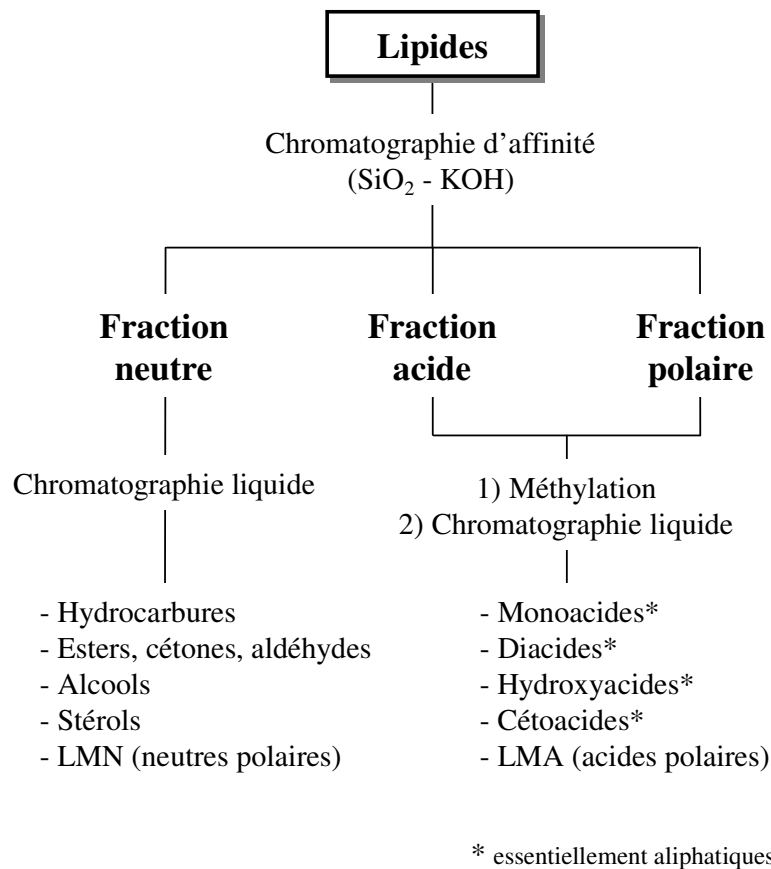 Lipides
Chromatographie d'affinité
(SiO₂ - KOH)
Fraction
neutre
Fraction
acide
Fraction
polaire
Chromatographie liquide
1) Méthylation
2) Chromatographie liquide
- Hydrocarbures
- Esters, cétones, aldéhydes
- Alcools
- Stérols
- LMN (neutres polaires)
- Monoacides*
- Diacides*
- Hydroxyacides*
- Cétoacides*
- LMA (acides polaires)
* essentiellement aliphatiques